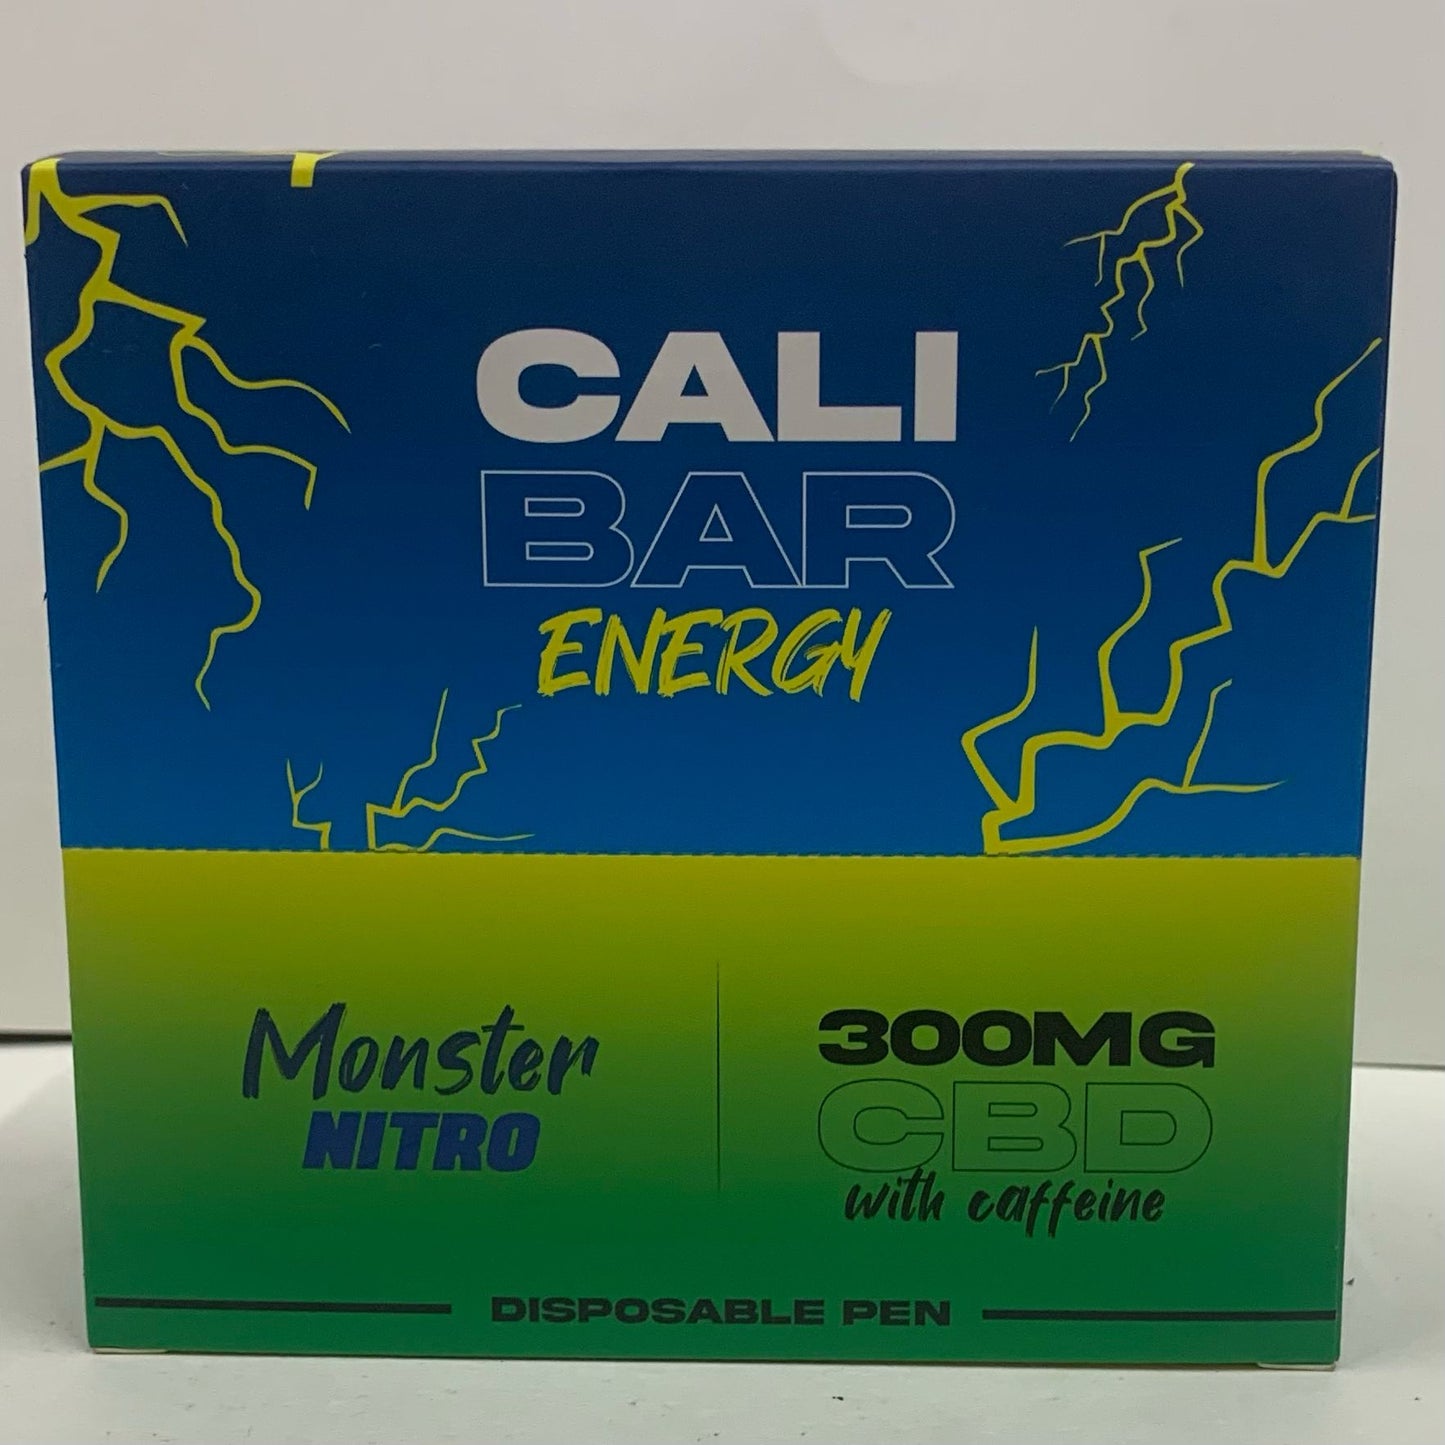 CALI
BAR
ENERGY
Monster
NITRO
300MG
CBD
with caffeine
DISPOSABLE PEN